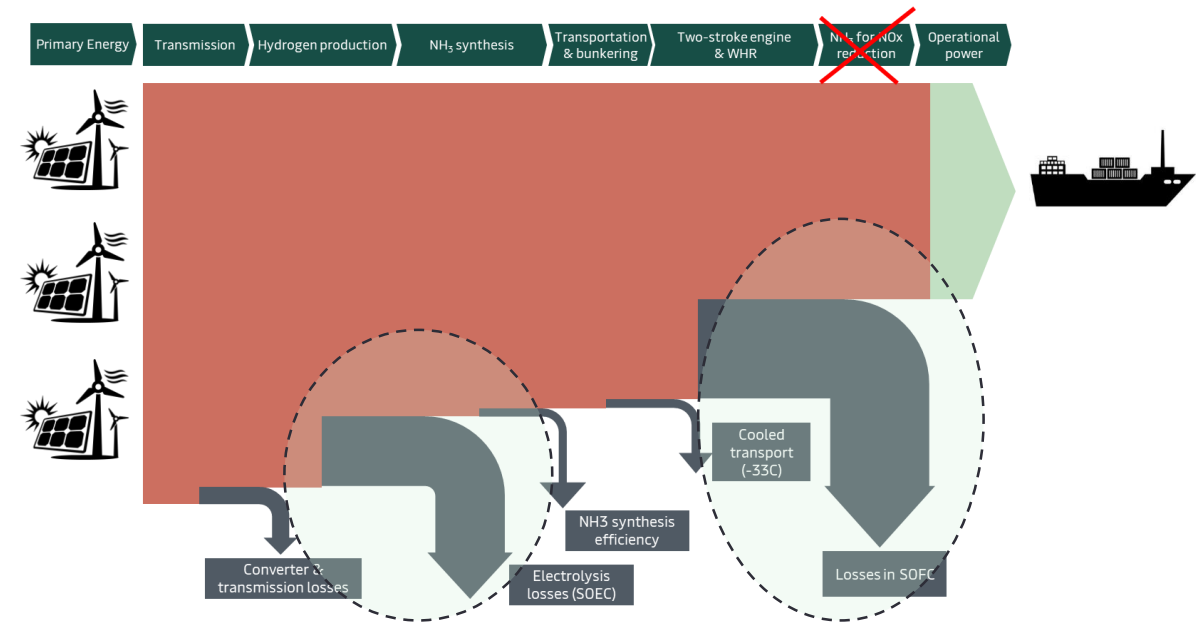 Primary Energy
Transmission
Hydrogen production
NH₃ synthesis
Transportation
& bunkering
Two-stroke engine
& WHR
NH₃ for NOx
reduction
Operational
power
Cooled
transport
(-33C)
NH3 synthesis
efficiency
Converter &
transmission losses
Electrolysis
losses (SOEC)
Losses in SOFC